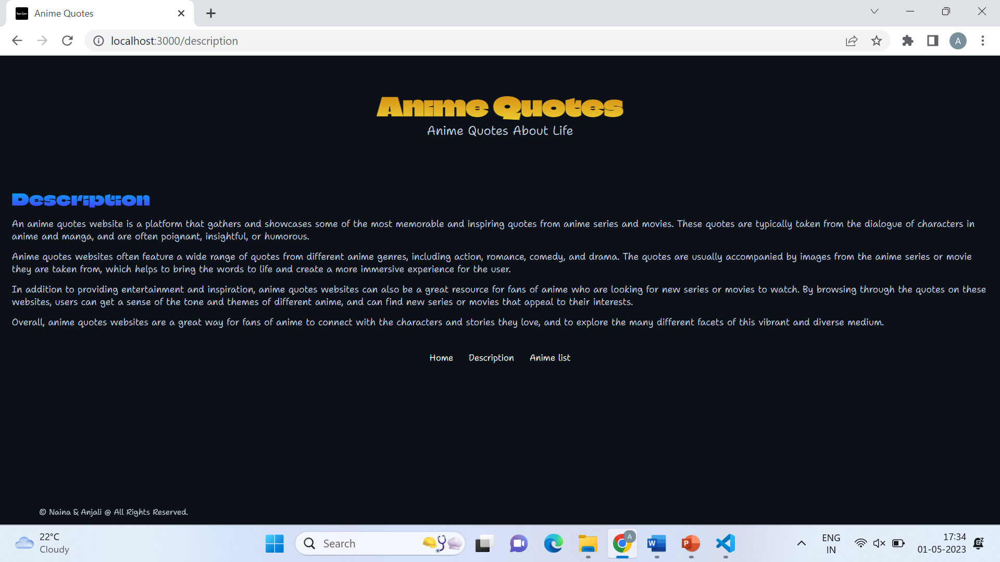 Anime Quotes
localhost:3000/description
A
Anime Quotes
Anime Quotes About Life
Description
An anime quotes website is a platform that gathers and showcases some of the most memorable and inspiring quotes from anime series and movies. These quotes are typically taken from the dialogue of characters in
anime and manga, and are often poignant, insightful, or humorous.
Anime quotes websites often feature a wide range of quotes from different anime genres, including action, romance, comedy, and drama. The quotes are usually accompanied by images from the anime series or movie
they are taken from, which helps to bring the words to life and create a more immersive experience for the user.
In addition to providing entertainment and inspiration, anime quotes websites can also be a great resource for fans of anime who are looking for new series or movies to watch. By browsing through the quotes on these
websites, users can get a sense of the tone and themes of different anime, and can find new series or movies that appeal to their interests.
Overall, anime quotes websites are a great way for fans of anime to connect with the characters and stories they love, and to explore the many different facets of this vibrant and diverse medium.
Home Description Anime list
© Naina & Anjali @ All Rights Reserved.
22°C
Cloudy
Search
A
W
P
ENG
IN
17:34
01-05-2023